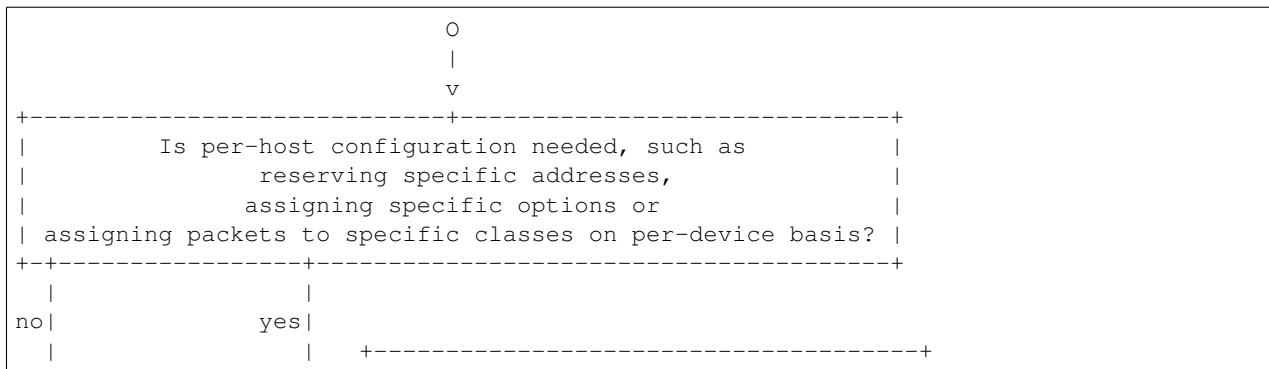 O
                              |
                              v
+-----------------------------+------------------------------+
|         Is per-host configuration needed, such as          |
|                reserving specific addresses,               |
|               assigning specific options or                |
| assigning packets to specific classes on per-device basis? |
+-+-----------------+----------------------------------------+
  |                 |
no|              yes|
  |                 |   +--------------------------------------+